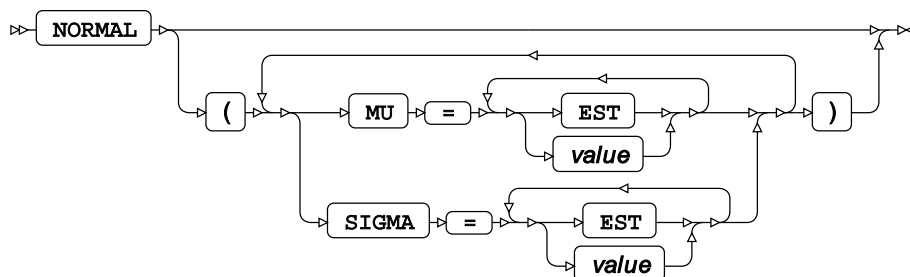 NORMAL
( MU = EST )
value
SIGMA = EST
value